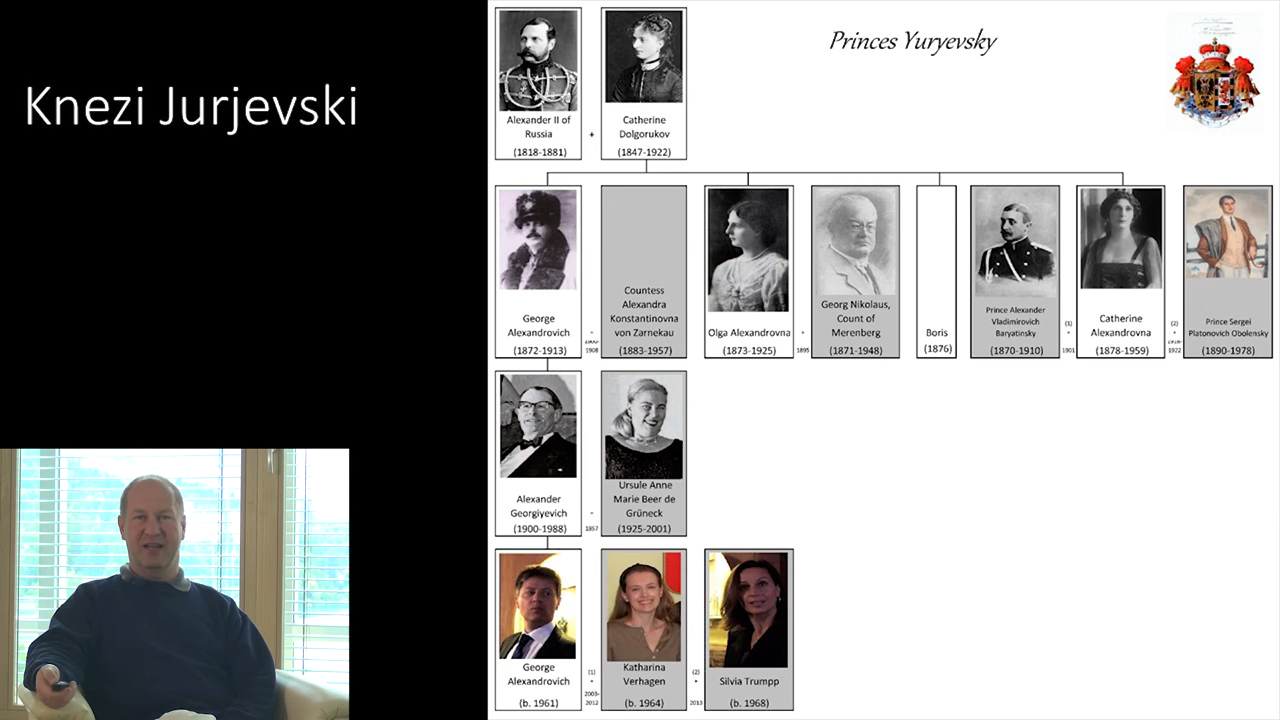 Knezi Jurjevski
Princes Yuryevsky
Alexander II of
Russia
(1818-1881)
+
Catherine
Dolgorukov
(1847-1922)
George
Alexandrovich
(1872-1913)
1908
Countess
Alexandra
Konstantinovna
von Zarnekau
(1883-1957)
Olga Alexandrovna
(1873-1925)
+
1895
Georg Nikolaus,
Count of
Merenberg
(1871-1948)
Boris
(1876)
Prince Alexander
Vladimirovich
Baryatinsky
(1870-1910)
(1)
+
1901
Catherine
Alexandrovna
(1878-1959)
(2)
+
1922
Prince Sergei
Platonovich Obolensky
(1890-1978)
Alexander
Georgiyevich
(1900-1988)
1957
Ursule Anne
Marie Beer de
Grüneck
(1925-2001)
George
Alexandrovich
(b. 1961)
(1)
+
2003-
2012
Katharina
Verhagen
(b. 1964)
(2)
+
2013
Silvia Trumpp
(b. 1968)